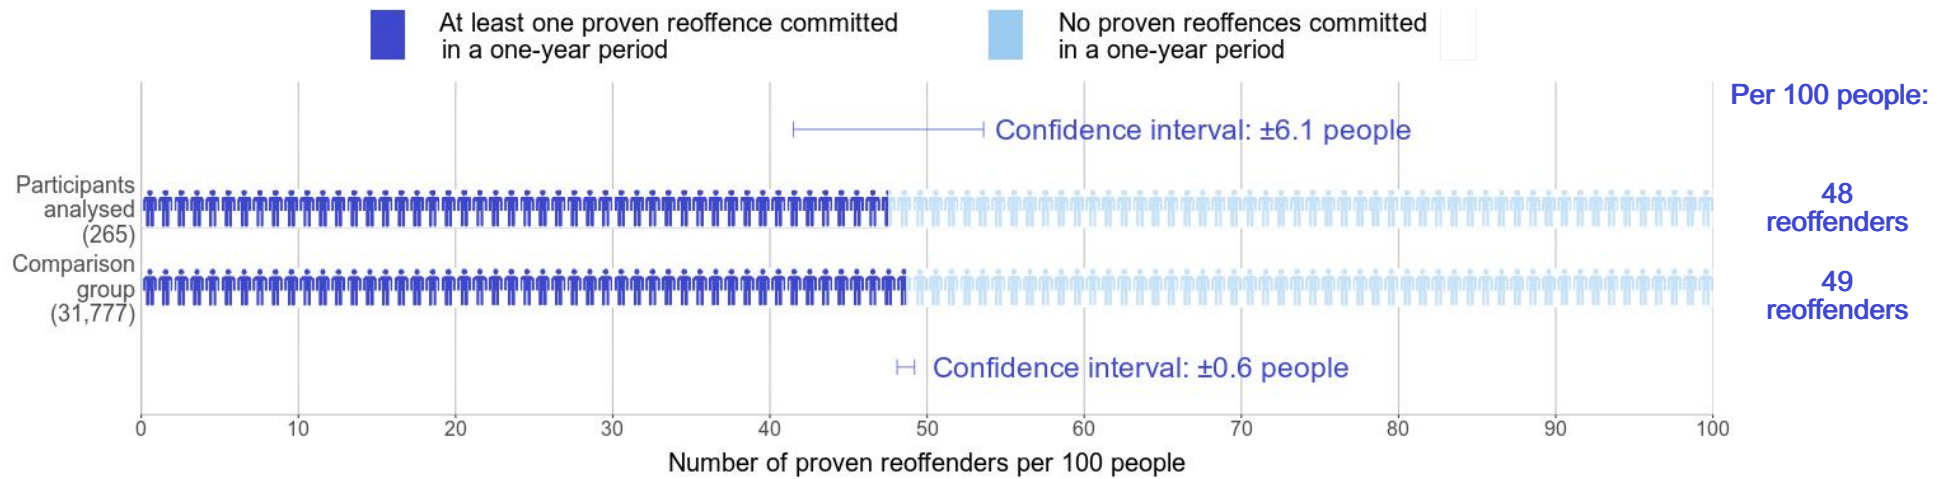 At least one proven reoffence committed
in a one-year period
No proven reoffences committed
in a one-year period
Per 100 people:
Confidence interval: ±6.1 people
Participants
analysed
(265)
48
reoffenders
Comparison
group
(31,777)
49
reoffenders
Confidence interval: ±0.6 people
0 10 20 30 40 50 60 70 80 90 100
Number of proven reoffenders per 100 people